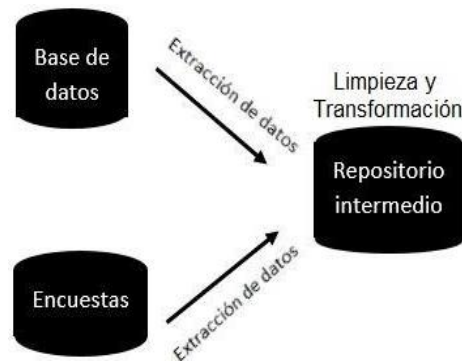 Base de
datos
Extracción de datos
Limpieza y
Transformación
Repositorio
intermedio
Encuestas
Extracción de datos